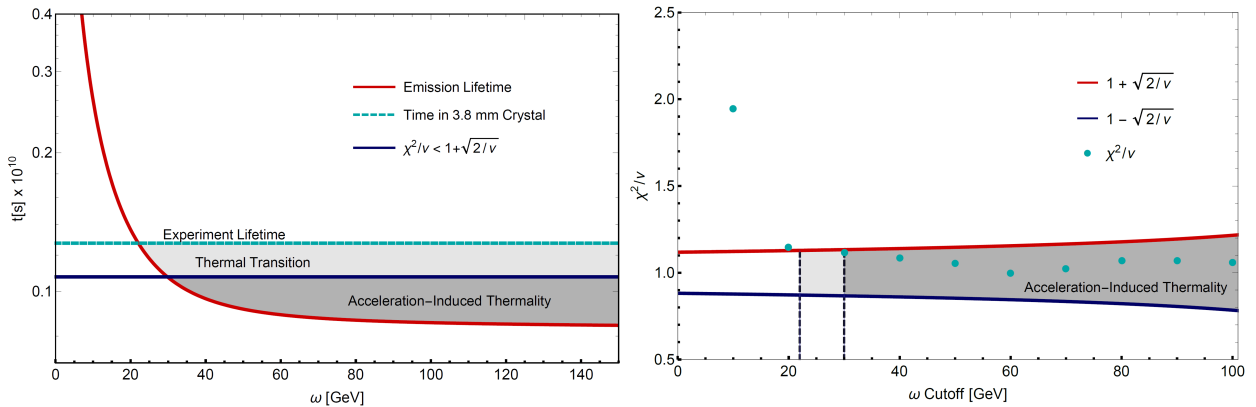 0.4
0.3
0.2
0.1
t[s] x 10^10
Emission Lifetime
Time in 3.8 mm Crystal
χ²/ν < 1+√2/ν
Experiment Lifetime
Thermal Transition
Acceleration-Induced Thermality
0 20 40 60 80 100 120 140
ω [GeV]
2.5
2.0
1.5
1.0
0.5
χ²/ν
1 + √2/ν
1 - √2/ν
χ²/ν
Acceleration-Induced Thermality
0 20 40 60 80 100
ω Cutoff [GeV]